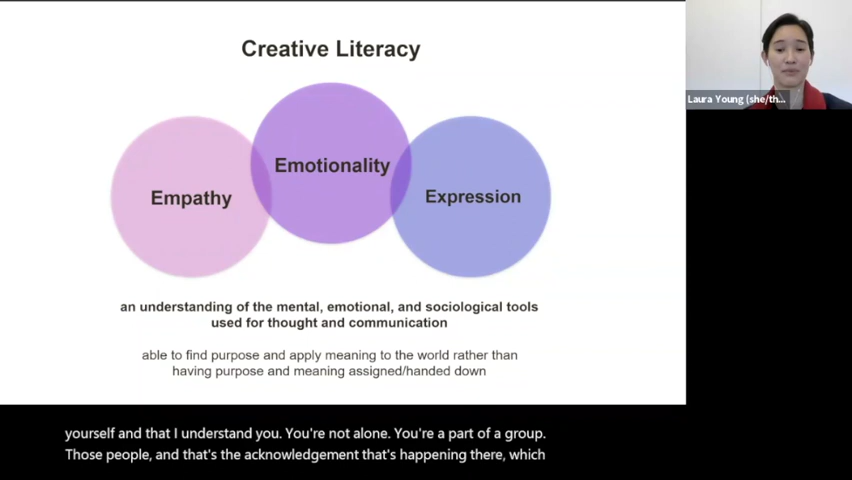 Creative Literacy
Empathy
Emotionality
Expression
an understanding of the mental, emotional, and sociological tools
used for thought and communication
able to find purpose and apply meaning to the world rather than
having purpose and meaning assigned/handed down
Laura Young (she/th...
yourself and that I understand you. You're not alone. You're a part of a group.
Those people, and that's the acknowledgement that's happening there, which